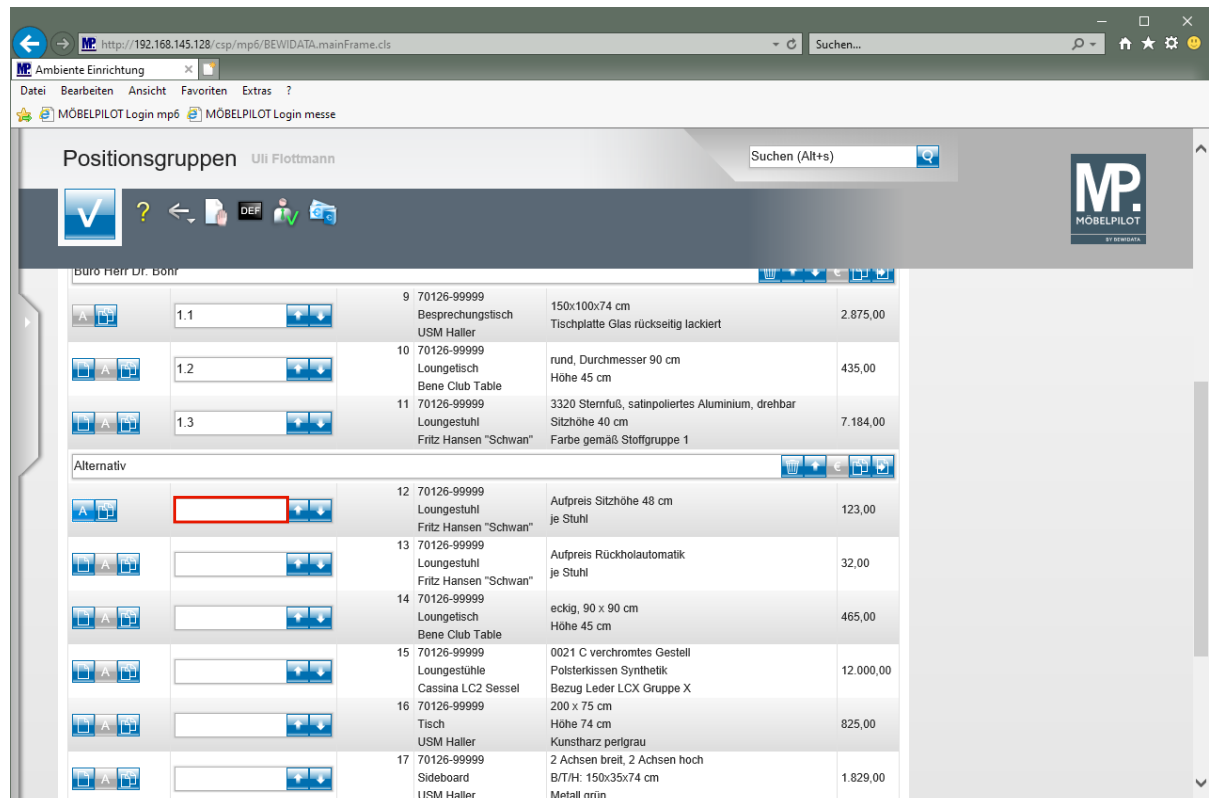 http://192.168.145.128/csp/mp6/BEWIDATA.mainFrame.cls
Suchen...
MP. Ambiente Einrichtung
Datei Bearbeiten Ansicht Favoriten Extras ?
MÖBELPILOT Login mp6 MÖBELPILOT Login messe
Positionsgruppen Uli Flottmann
Suchen (Alt+s)
MP.
MÖBELPILOT
BY BEWIDATA
? DEF
Büro Herr Dr. Bohr €
A 1.1 9 70126-99999
Besprechungstisch
USM Haller
150x100x74 cm
Tischplatte Glas rückseitig lackiert
2.875,00
A 1.2 10 70126-99999
Loungetisch
Bene Club Table
rund, Durchmesser 90 cm
Höhe 45 cm
435,00
A 1.3 11 70126-99999
Loungestuhl
Fritz Hansen "Schwan"
3320 Sternfuß, satinpoliertes Aluminium, drehbar
Sitzhöhe 40 cm
Farbe gemäß Stoffgruppe 1
7.184,00
Alternativ €
A 12 70126-99999
Loungestuhl
Fritz Hansen "Schwan"
Aufpreis Sitzhöhe 48 cm
je Stuhl
123,00
A 13 70126-99999
Loungestuhl
Fritz Hansen "Schwan"
Aufpreis Rückholautomatik
je Stuhl
32,00
A 14 70126-99999
Loungetisch
Bene Club Table
eckig, 90 x 90 cm
Höhe 45 cm
465,00
A 15 70126-99999
Loungestühle
Cassina LC2 Sessel
0021 C verchromtes Gestell
Polsterkissen Synthetik
Bezug Leder LCX Gruppe X
12.000,00
A 16 70126-99999
Tisch
USM Haller
200 x 75 cm
Höhe 74 cm
Kunstharz perlgrau
825,00
A 17 70126-99999
Sideboard
USM Haller
2 Achsen breit, 2 Achsen hoch
B/T/H: 150x35x74 cm
Metall grün
1.829,00